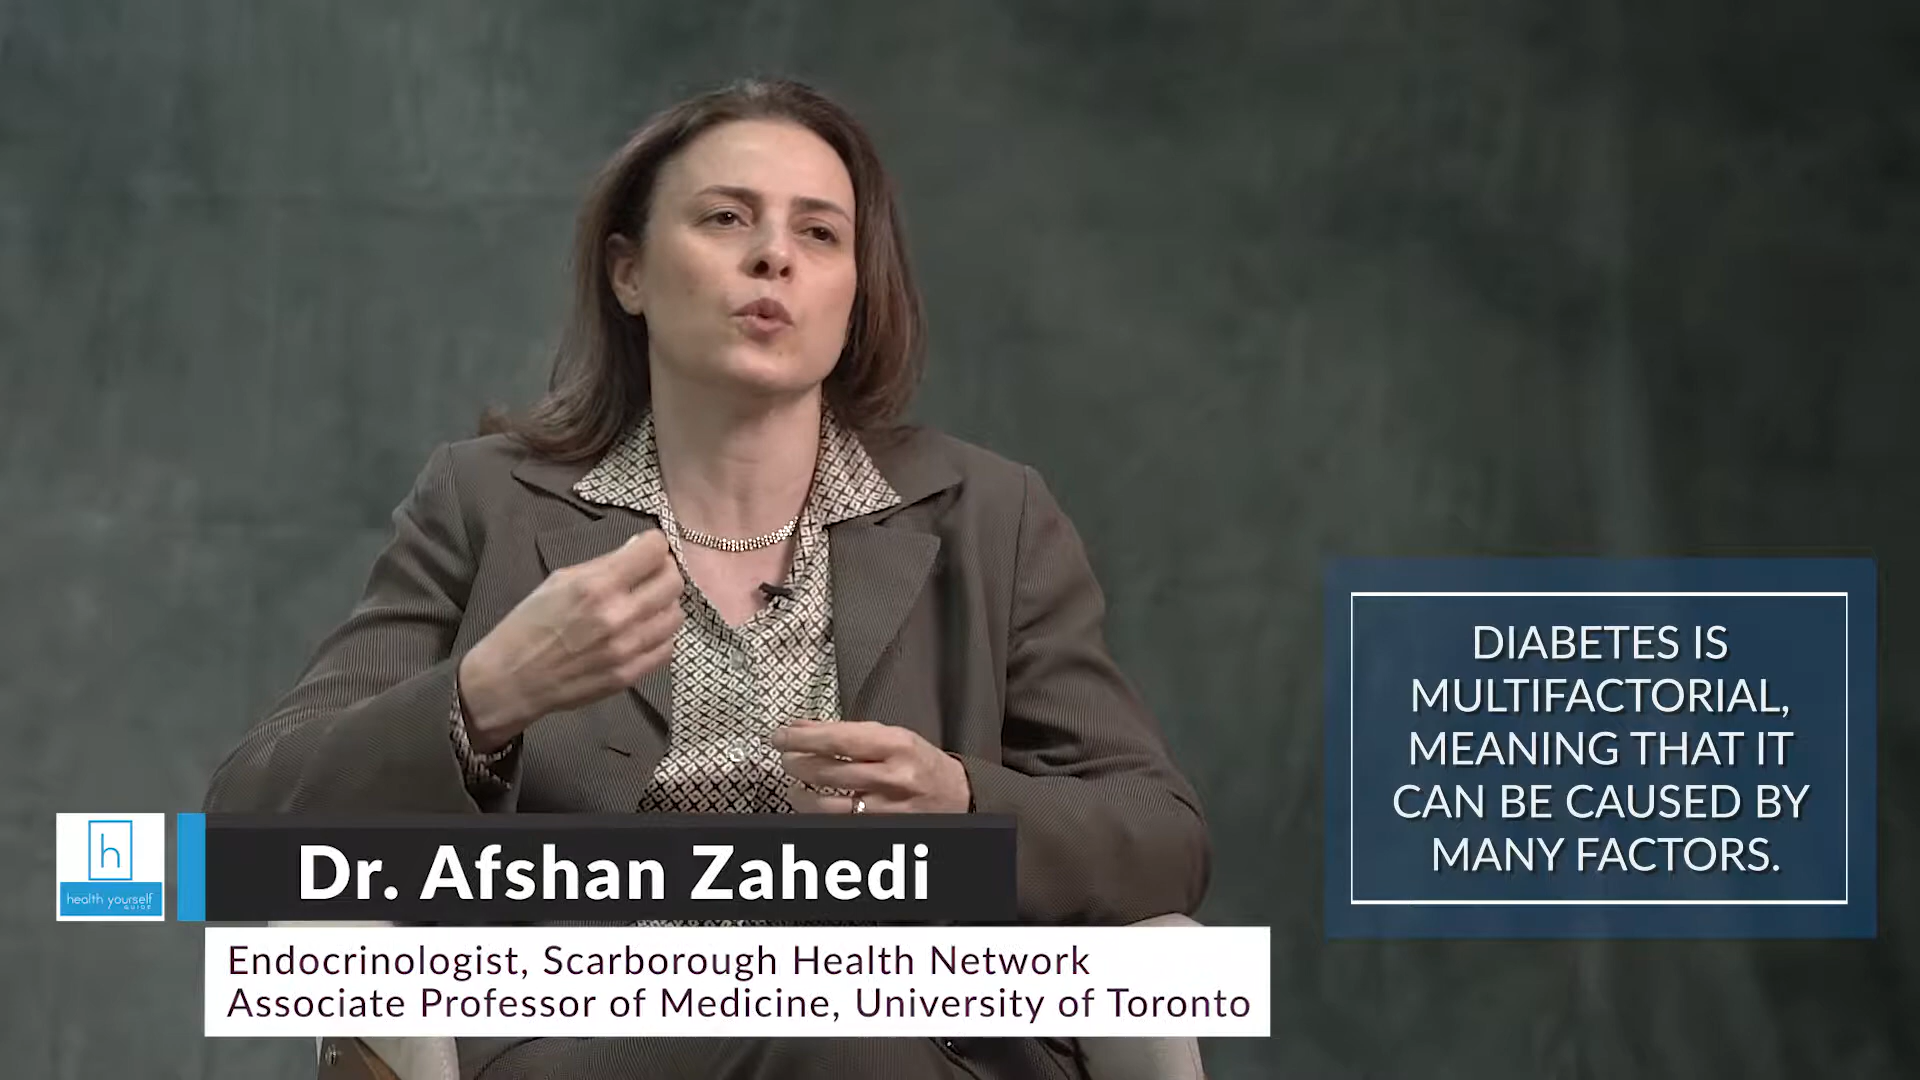 h
health yourself
GUIDE
Dr. Afshan Zahedi
Endocrinologist, Scarborough Health Network
Associate Professor of Medicine, University of Toronto
DIABETES IS
MULTIFACTORIAL,
MEANING THAT IT
CAN BE CAUSED BY
MANY FACTORS.